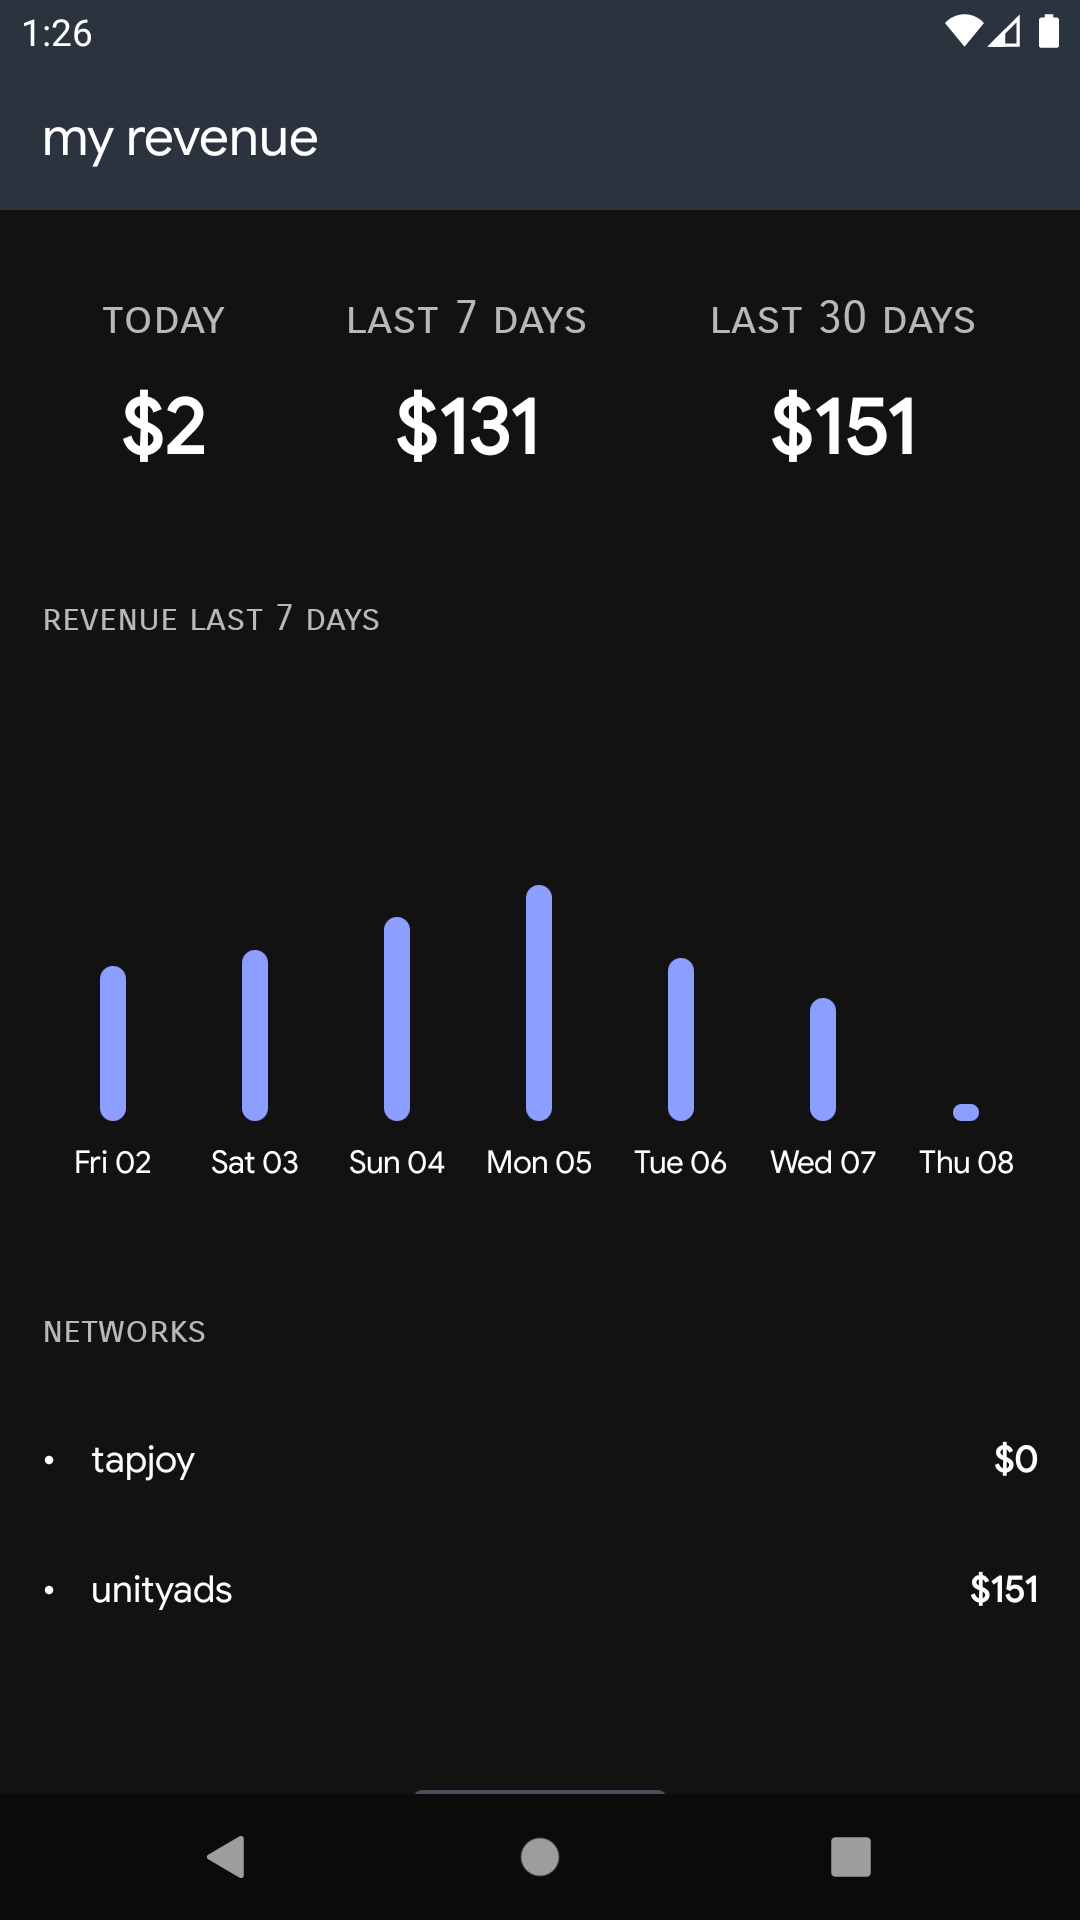 1:26
my revenue
TODAY LAST 7 DAYS LAST 30 DAYS
$2 $131 $151
REVENUE LAST 7 DAYS
Fri 02 Sat 03 Sun 04 Mon 05 Tue 06 Wed 07 Thu 08
NETWORKS
• tapjoy $0
• unityads $151